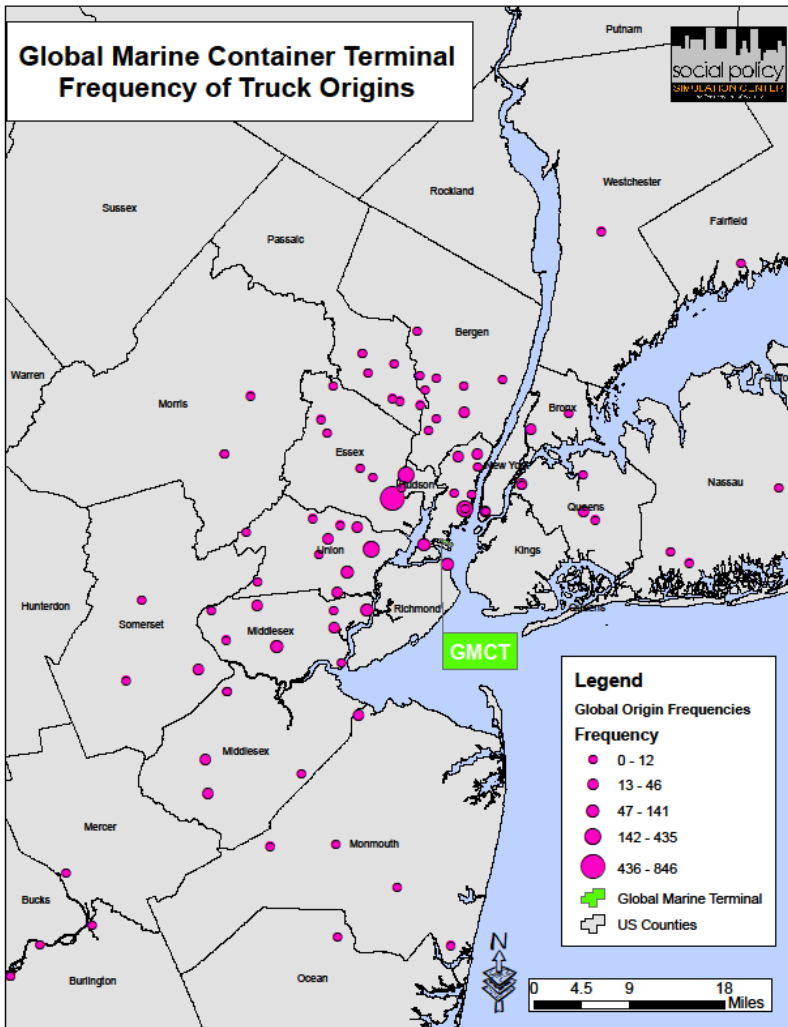 Global Marine Container Terminal
Frequency of Truck Origins
social policy
SIMULATION CENTER
Putnam
Westchester
Rockland
Fairfield
Sussex
Passaic
Bergen
Warren
Morris
Bronx
Essex
New York
Hudson
Nassau
Queens
Union
Kings
Hunterdon
Somerset
Richmond
Queens
Middlesex
GMCT
Middlesex
Mercer
Monmouth
Bucks
Burlington
Ocean
Legend
Global Origin Frequencies
Frequency
0 - 12
13 - 46
47 - 141
142 - 435
436 - 846
Global Marine Terminal
US Counties
N
0 4.5 9 18
Miles